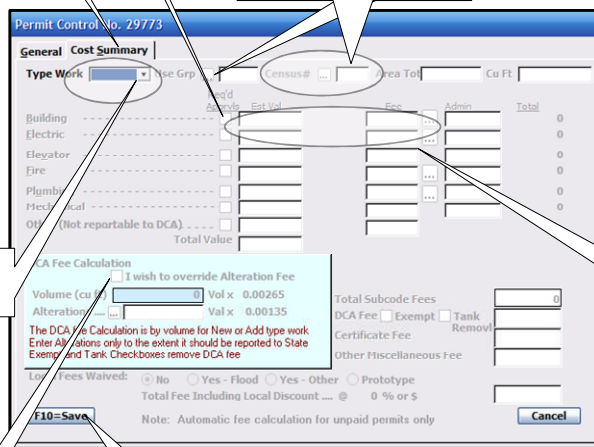 Permit Control No. 29773
General Cost Summary
Type Work Use Grp ... Census# ... Area Tot Cu Ft
Req'd
Apprvls Est Val Fee Admin Total
Building 0
Electric 0
Elevator 0
Fire 0
Plumbing 0
Mechanical 0
Other (Not reportable to DCA)
Total Value
DCA Fee Calculation
I wish to override Alteration Fee
Volume (cu ft) 0 Vol x 0.00265
Alterations .... ... Val x 0.00135
The DCA fee Calculation is by volume for New or Add type work
Enter Alterations only to the extent it should be reported to State
Exempt and Tank Checkboxes remove DCA fee
Total Subcode Fees 0
DCA Fee Exempt Tank
Removl
Certificate Fee
Other Miscellaneous Fee
Local Fees Waived: No Yes - Flood Yes - Other Prototype
Total Fee Including Local Discount .... @ 0 % or $
F10=Save Note: Automatic fee calculation for unpaid permits only Cancel